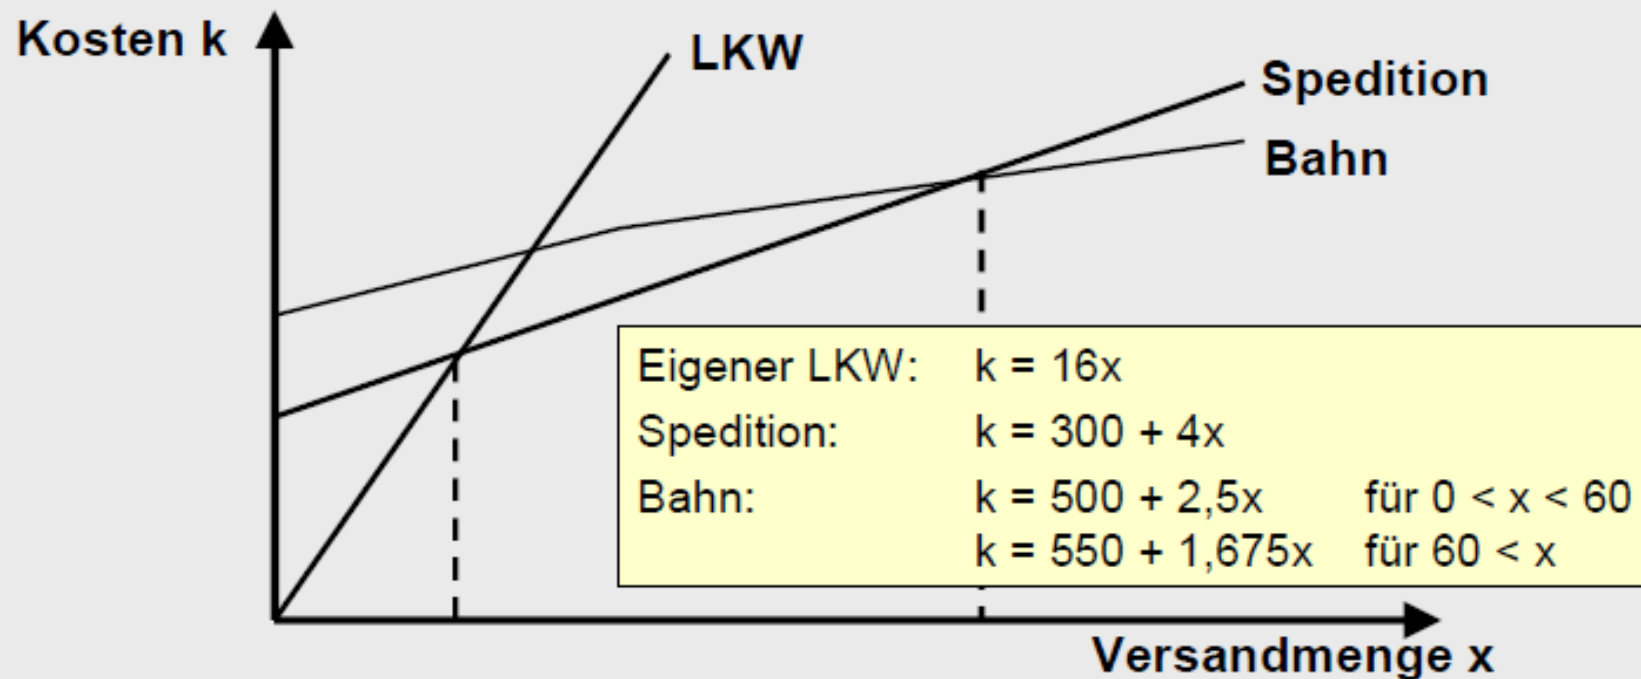 Kosten k
LKW
Spedition
Bahn
Eigener LKW: k = 16x
Spedition: k = 300 + 4x
Bahn: k = 500 + 2,5x für 0 < x < 60
k = 550 + 1,675x für 60 < x
Versandmenge x